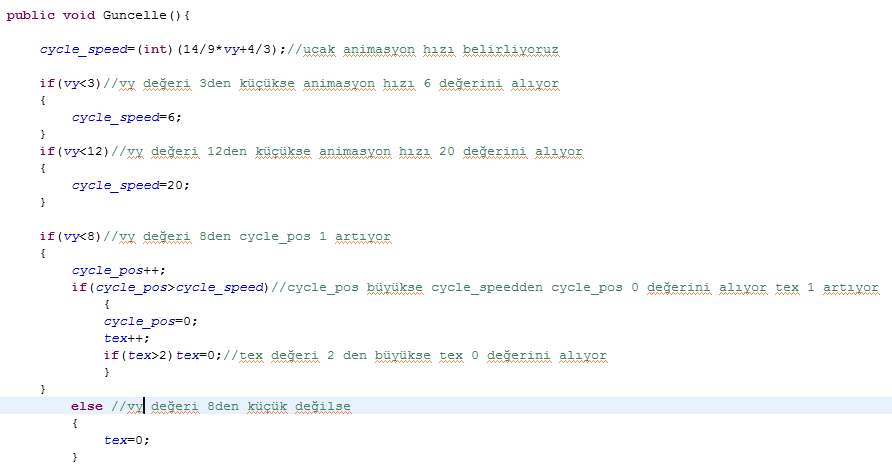 public void Guncelle(){
cycle_speed=(int)(14/9*vy+4/3);//ucak animasyon hızı belirliyoruz
if(vy<3)//vy değeri 3den küçükse animasyon hızı 6 değerini alıyor
{
cycle_speed=6;
}
if(vy<12)//vy değeri 12den küçükse animasyon hızı 20 değerini alıyor
{
cycle_speed=20;
}
if(vy<8)//vy değeri 8den cycle_pos 1 artıyor
{
cycle_pos++;
if(cycle_pos>cycle_speed)//cycle_pos büyükse cycle_speedden cycle_pos 0 değerini alıyor tex 1 artıyor
{
cycle_pos=0;
tex++;
if(tex>2)tex=0;//tex değeri 2 den büyükse tex 0 değerini alıyor
}
}
else //vy değeri 8den küçük değilse
{
tex=0;
}